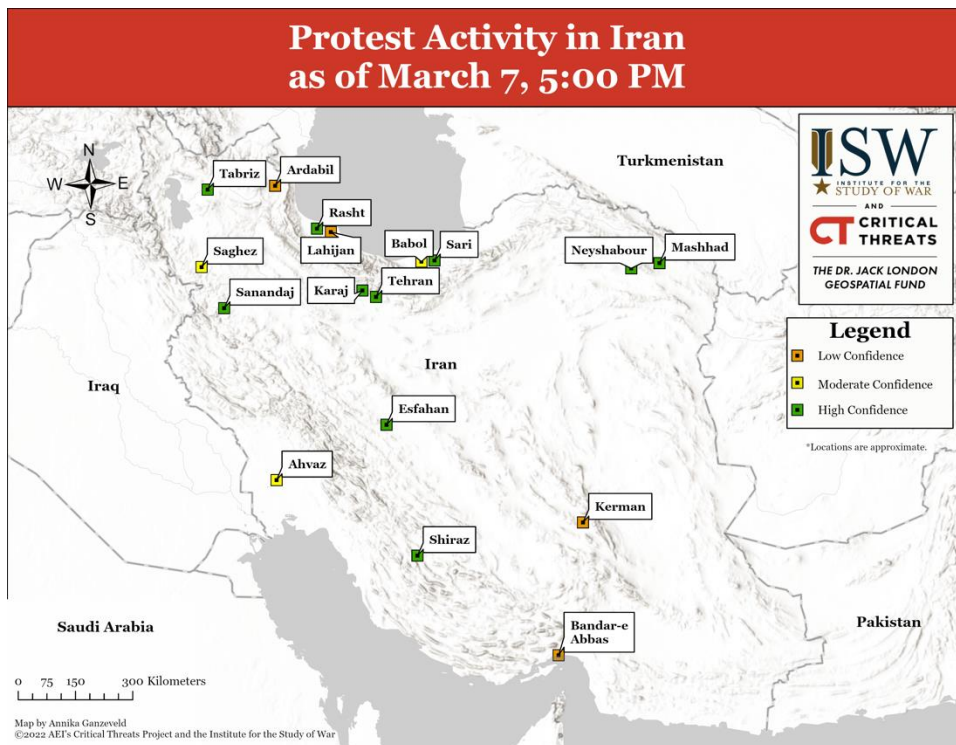 Protest Activity in Iran
as of March 7, 5:00 PM
N
W E
S
Tabriz
Ardabil
Rasht
Lahijan
Babol
Sari
Neyshabour
Mashhad
Turkmenistan
Saghez
Sanandaj
Karaj
Tehran
Iraq
Iran
Esfahan
Ahvaz
Kerman
Shiraz
Bandar-e
Abbas
Saudi Arabia
Pakistan
ISW
INSTITUTE FOR THE
STUDY OF WAR
AND
CT CRITICAL
THREATS
THE DR. JACK LONDON
GEOSPATIAL FUND
Legend
Low Confidence
Moderate Confidence
High Confidence
*Locations are approximate.
0 75 150 300 Kilometers
Map by Annika Ganzeveld
©2022 AEI's Critical Threats Project and the Institute for the Study of War